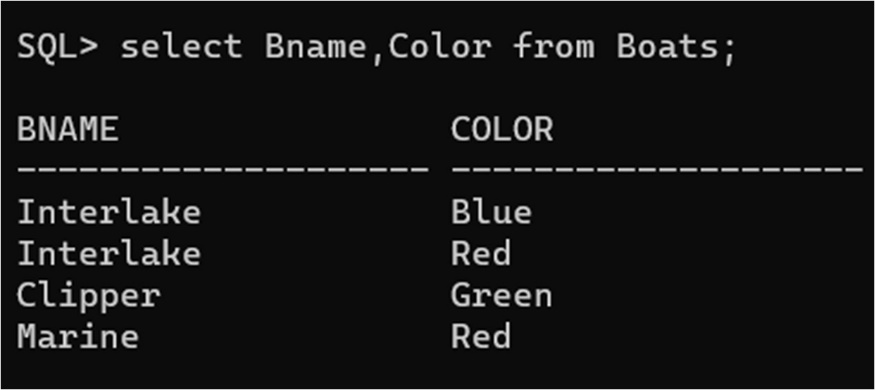 SQL> select Bname,Color from Boats;
BNAME COLOR
-------------------- --------------------
Interlake Blue
Interlake Red
Clipper Green
Marine Red